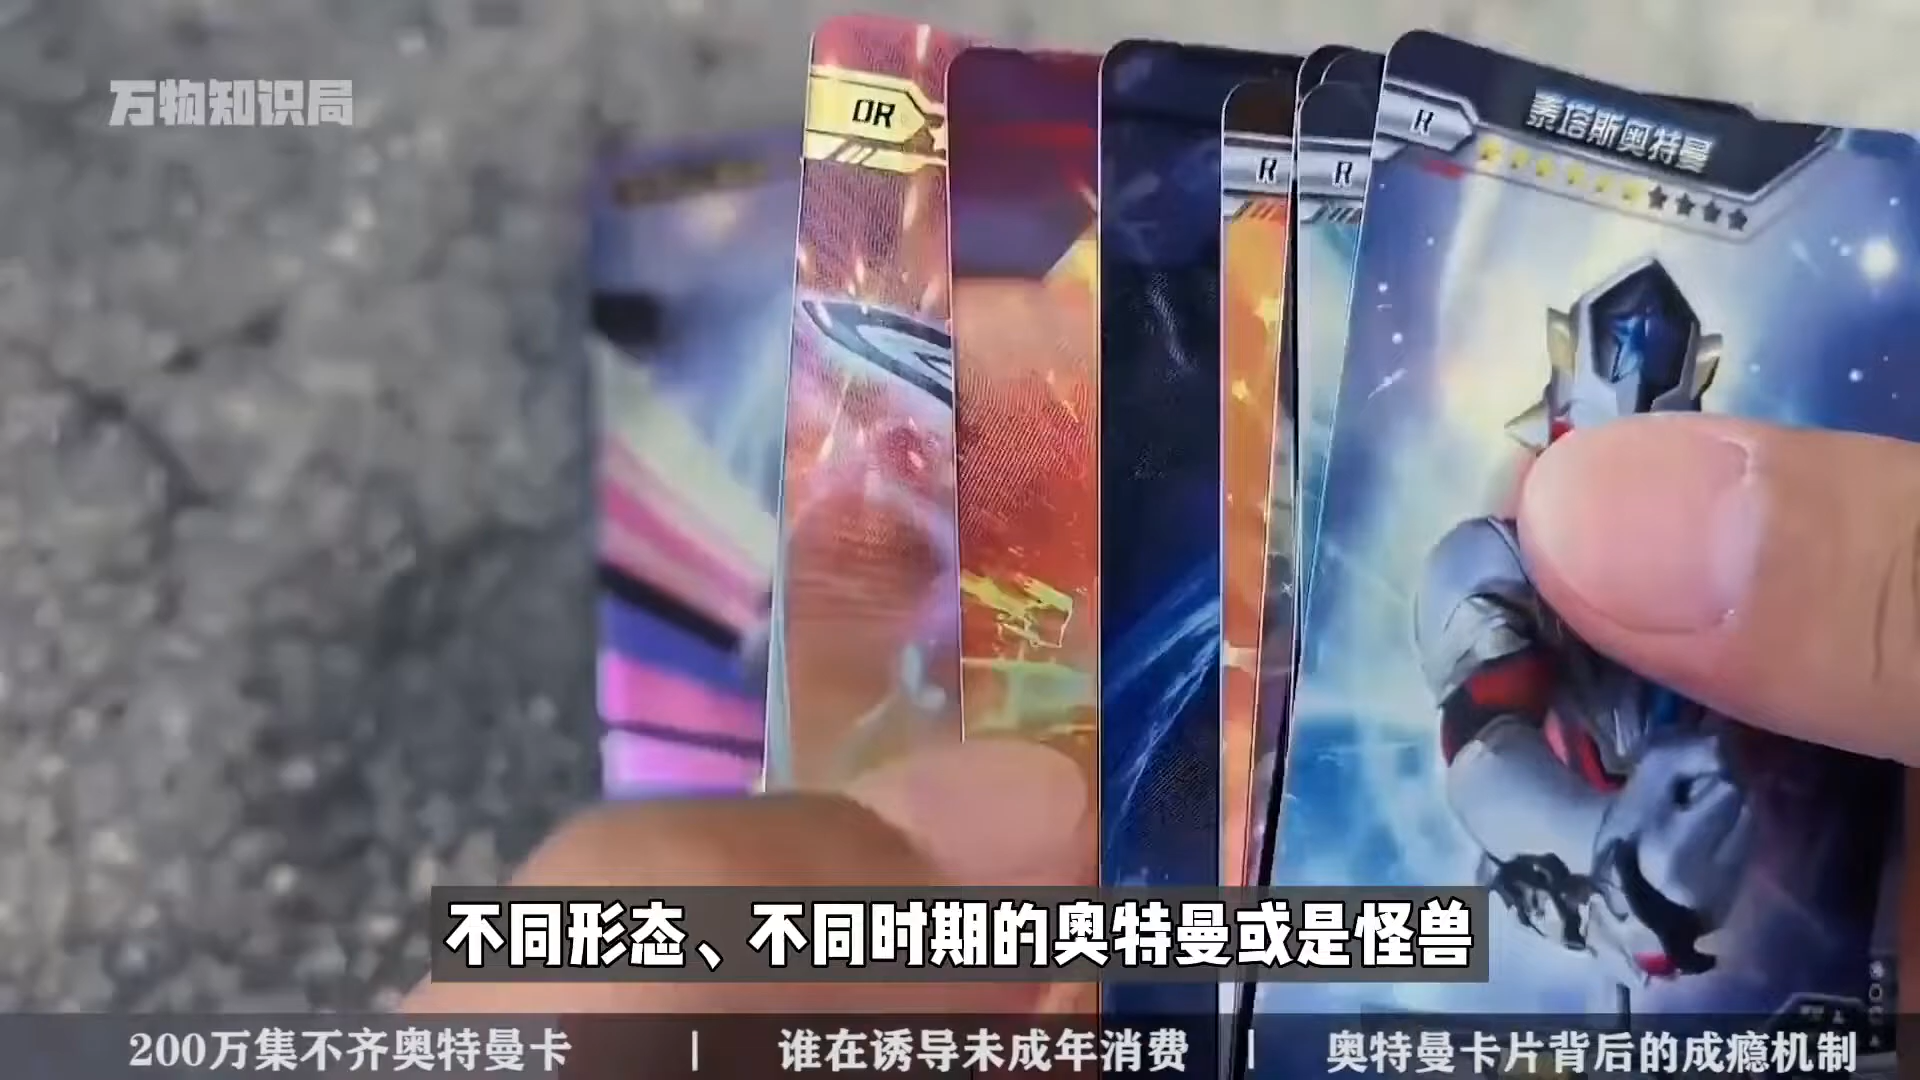 万物知识局
OR
R
R
R
泰塔斯奥特曼
不同形态、不同时期的奥特曼或是怪兽
200万集不齐奥特曼卡 | 谁在诱导未成年消费 | 奥特曼卡片背后的成瘾机制